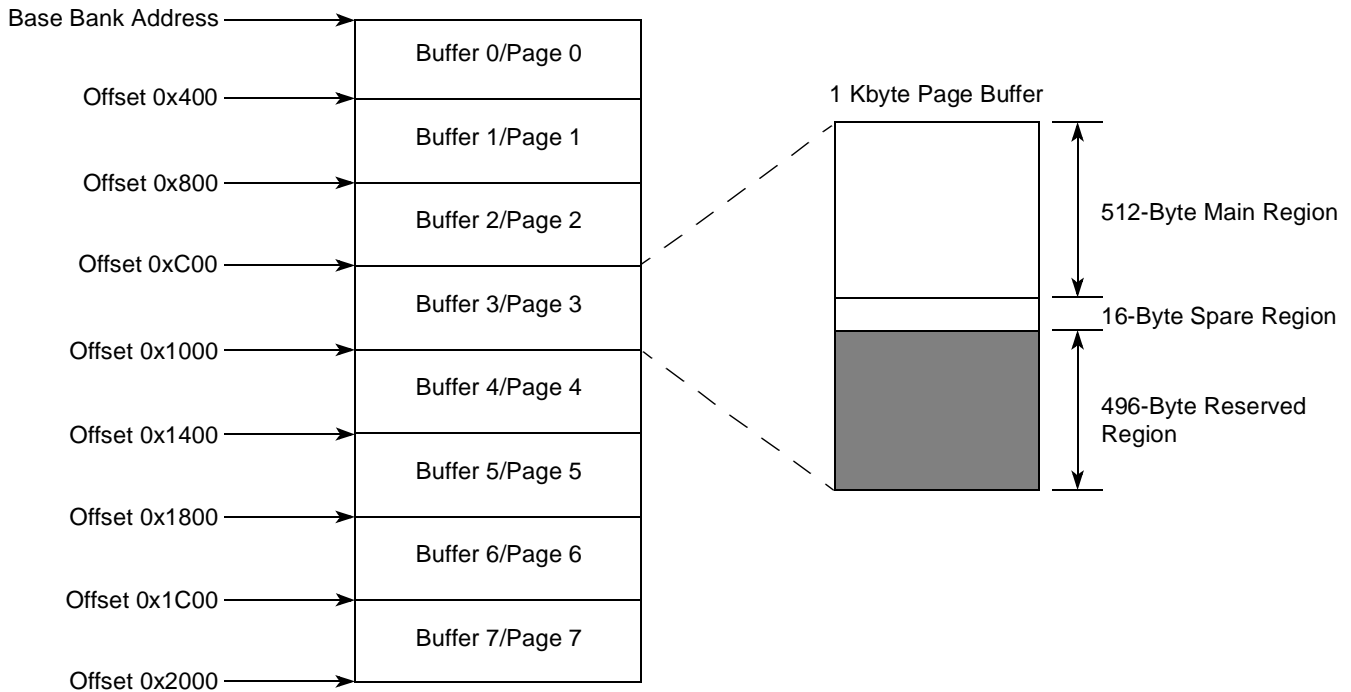 Base Bank Address
Buffer 0/Page 0
Offset 0x400
Buffer 1/Page 1
Offset 0x800
Buffer 2/Page 2
Offset 0xC00
Buffer 3/Page 3
Offset 0x1000
Buffer 4/Page 4
Offset 0x1400
Buffer 5/Page 5
Offset 0x1800
Buffer 6/Page 6
Offset 0x1C00
Buffer 7/Page 7
Offset 0x2000
1 Kbyte Page Buffer
512-Byte Main Region
16-Byte Spare Region
496-Byte Reserved
Region